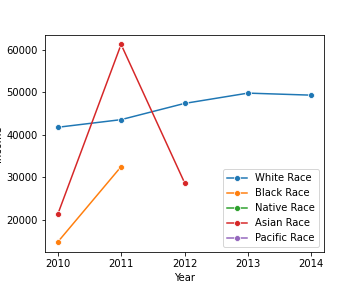 60000
50000
40000
30000
20000
2010 2011 2012 2013 2014
Year
White Race
Black Race
Native Race
Asian Race
Pacific Race